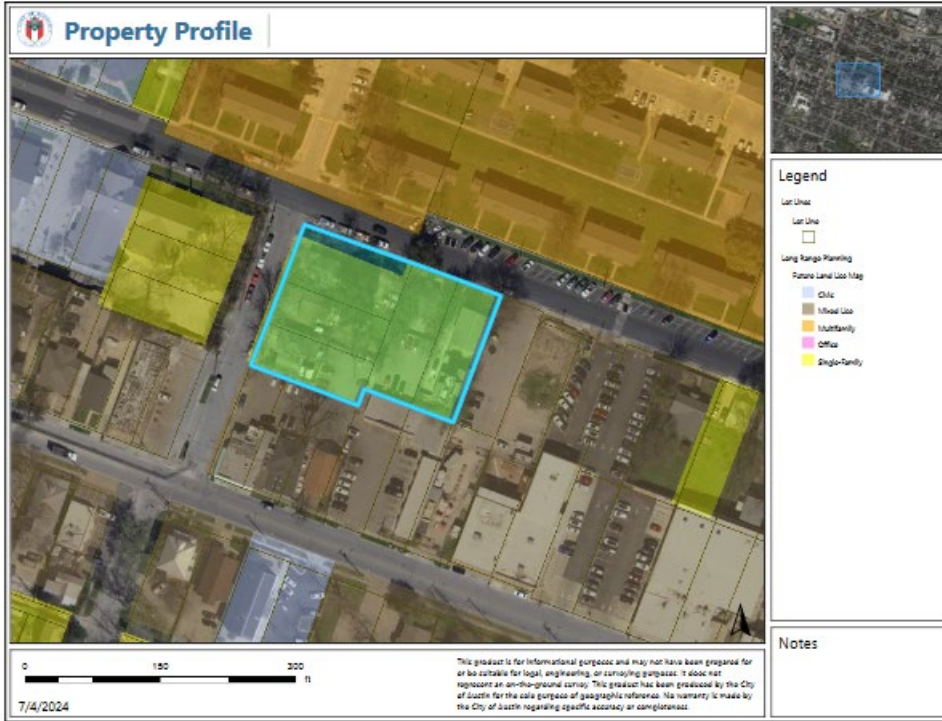 Property Profile
Legend
Lot Lines
Lot Line
Long Range Planning
Future Land Use Map
Civic
Mixed Use
Multifamily
Office
Single-Family
Notes
0 150 300
ft
7/4/2024
This product is for informational purposes and may not have been prepared for
or be suitable for legal, engineering, or surveying purposes. It does not
represent an on-the-ground survey. This product has been produced by the City
of Austin for the sole purpose of geographic reference. No warranty is made by
the City of Austin regarding specific accuracy or completeness.